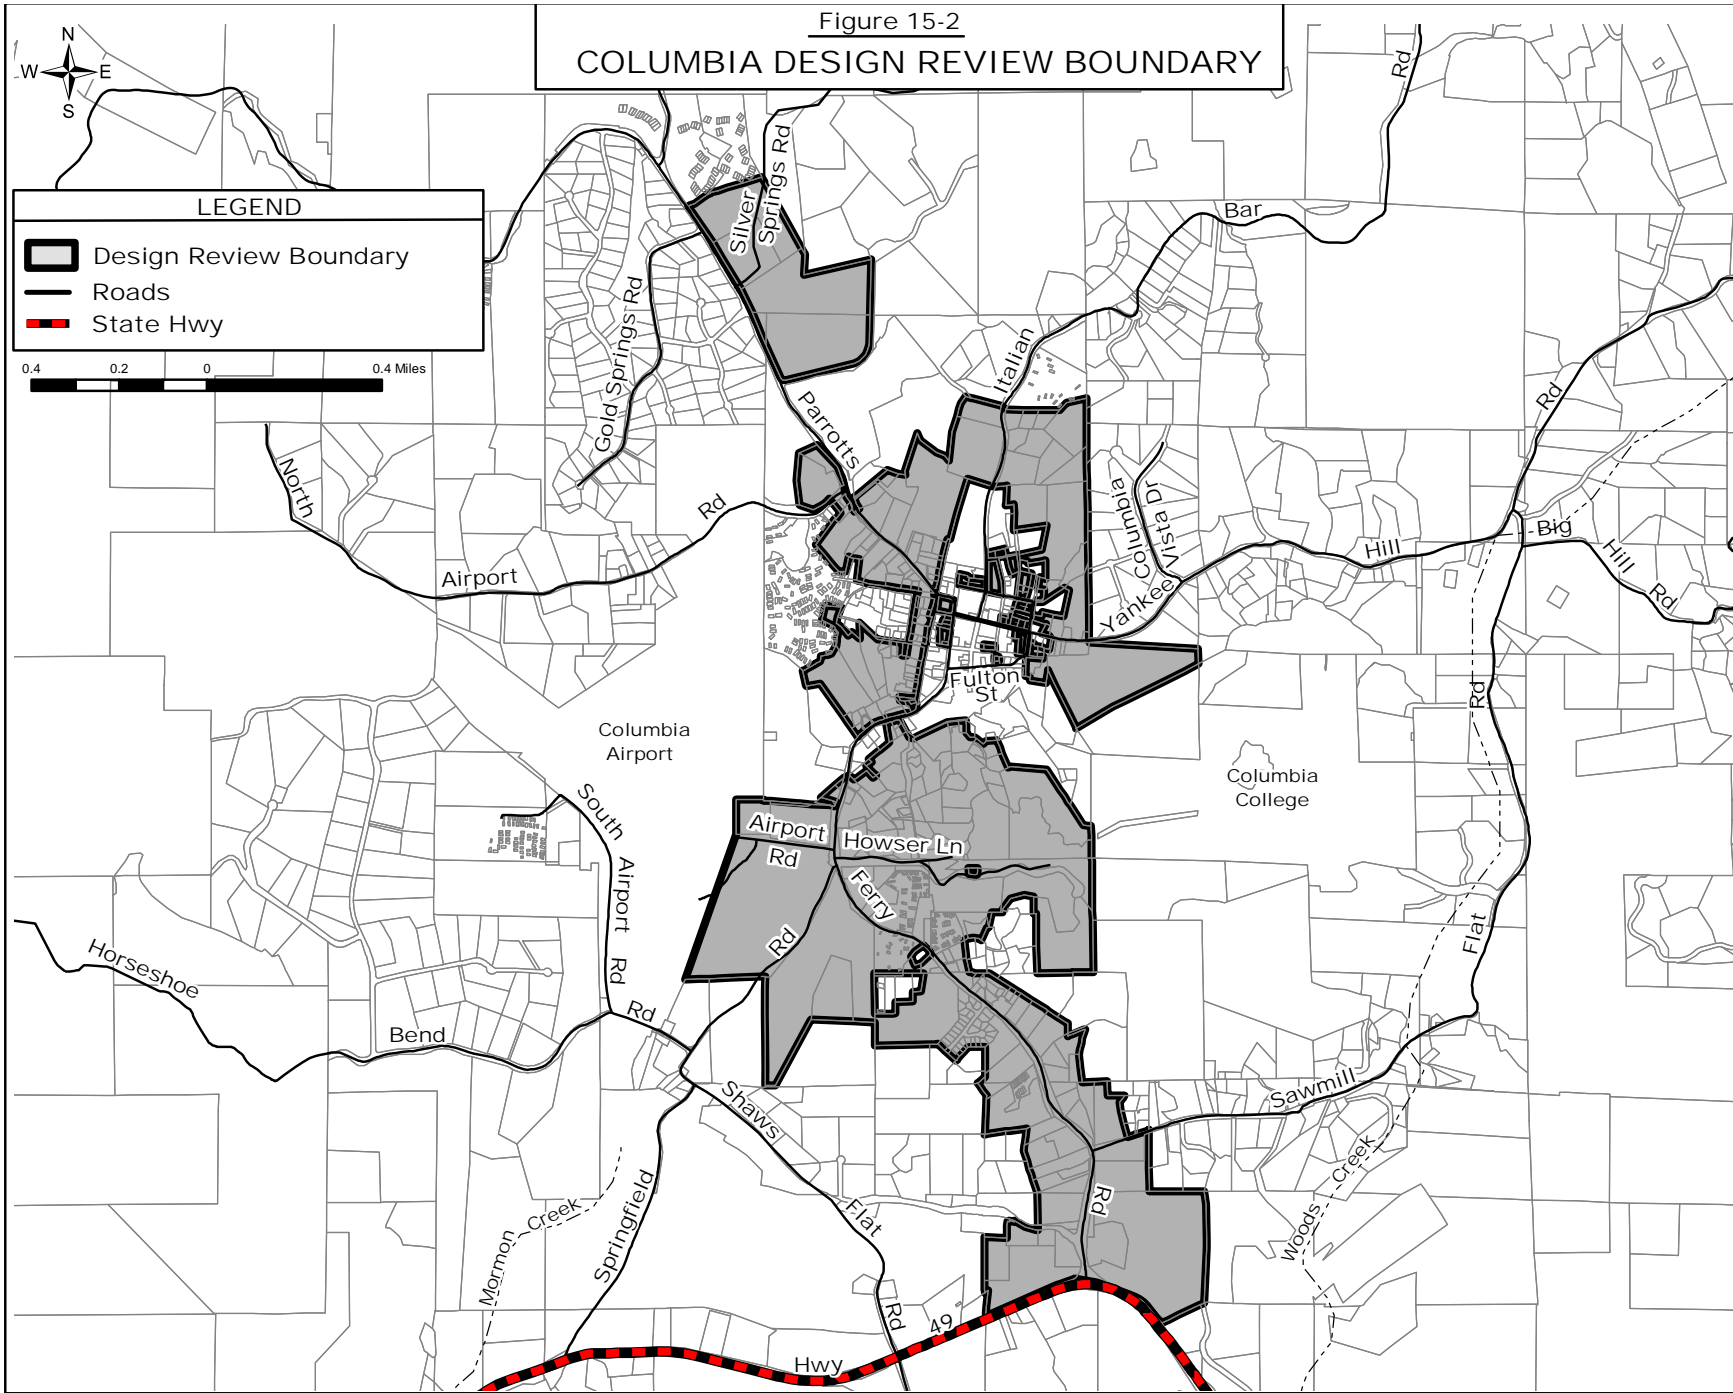 Figure 15-2
COLUMBIA DESIGN REVIEW BOUNDARY
N
W
E
S
LEGEND
Design Review Boundary
Roads
State Hwy
0.4
0.2
0
0.4 Miles
Rd
Silver
Springs Rd
Bar
Gold Springs Rd
Italian
Parrotts
Rd
North
Rd
Columbia
Vista Dr
Airport
Hill
Big
Hill
Rd
Yankee
Fulton
St
Rd
Columbia
Airport
Columbia
College
South
Airport
Rd
Airport
Rd
Howser Ln
Ferry
Rd
Flat
Horseshoe
Bend
Rd
Shaws
Flat
Rd
Sawmill
Rd
Woods
Creek
Mormon
Creek
Springfield
Hwy
49